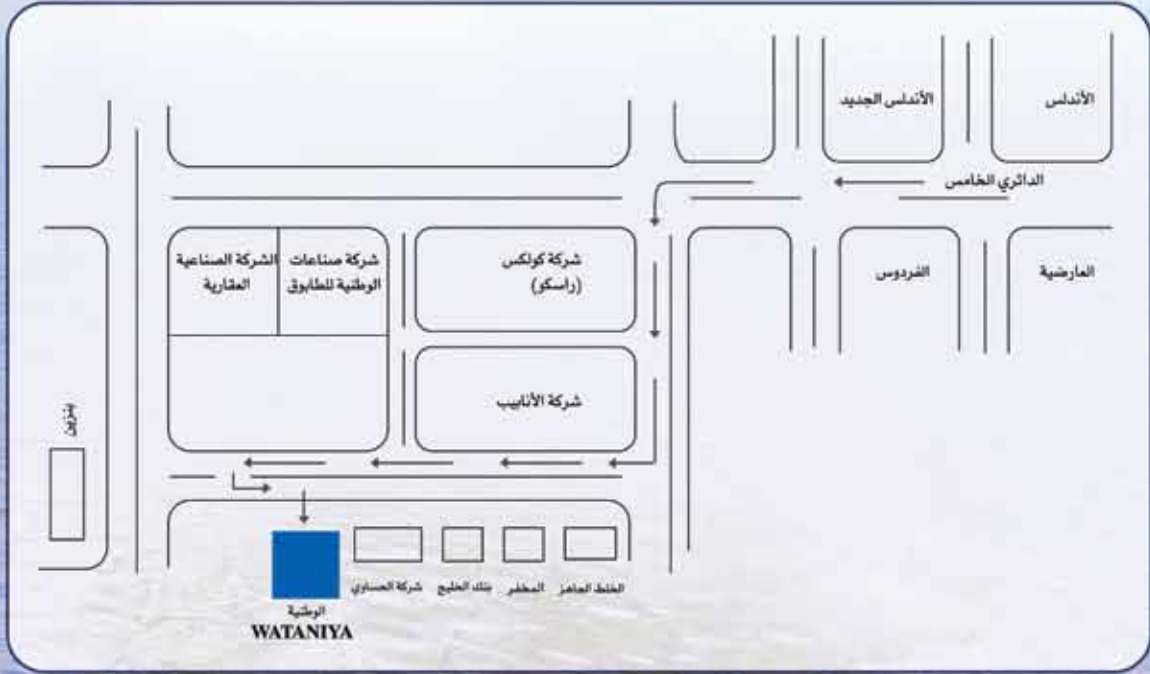 الأندلس
الأندلس الجديد
الدائري الخامس
العارضية
الفردوس
شركة كولكس
(راسكو)
شركة صناعات
الوطنية للطابوق
الشركة الصناعية
العقارية
شركة الأنابيب
بنزين
الخلط الجاهز
المخفر
بنك الخليج
شركة الحساوي
الوطنية
WATANIYA